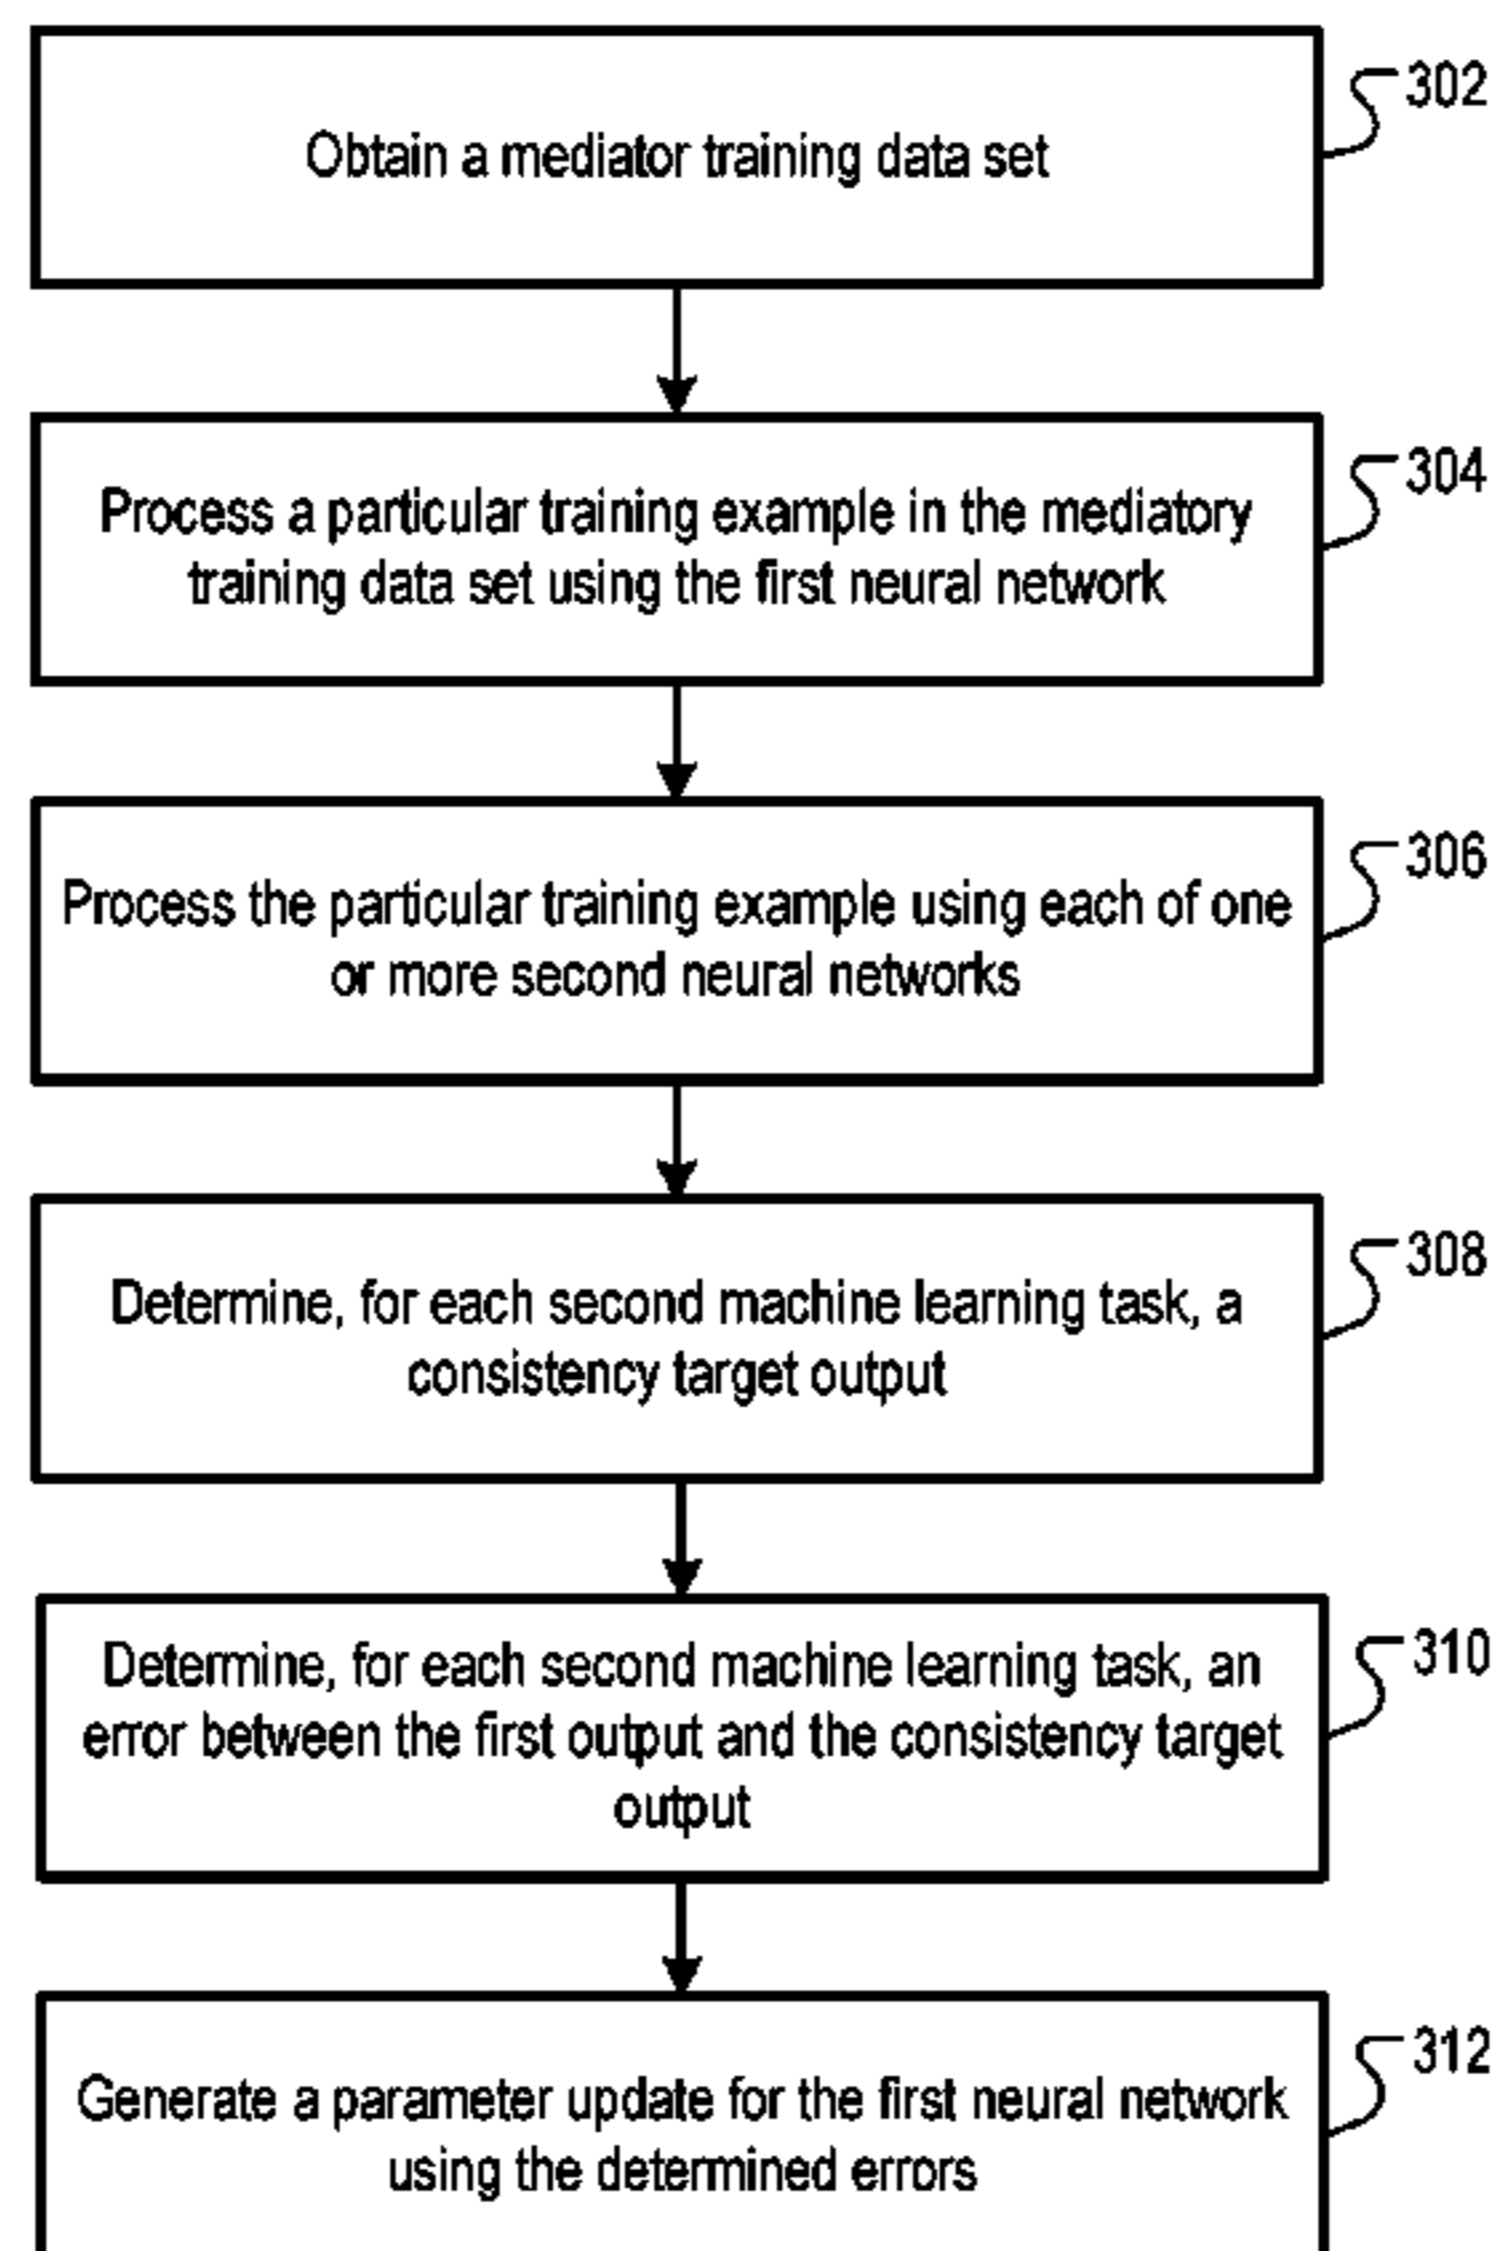 302
Obtain a mediator training data set
304
Process a particular training example in the mediatory
training data set using the first neural network
306
Process the particular training example using each of one
or more second neural networks
308
Determine, for each second machine learning task, a
consistency target output
310
Determine, for each second machine learning task, an
error between the first output and the consistency target
output
312
Generate a parameter update for the first neural network
using the determined errors